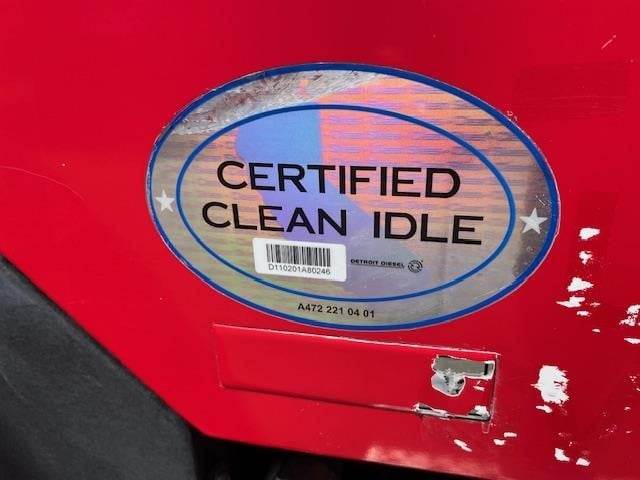 CERTIFIED
CLEAN IDLE
D110201A80246
DETROIT DIESEL
A472 221 04 01